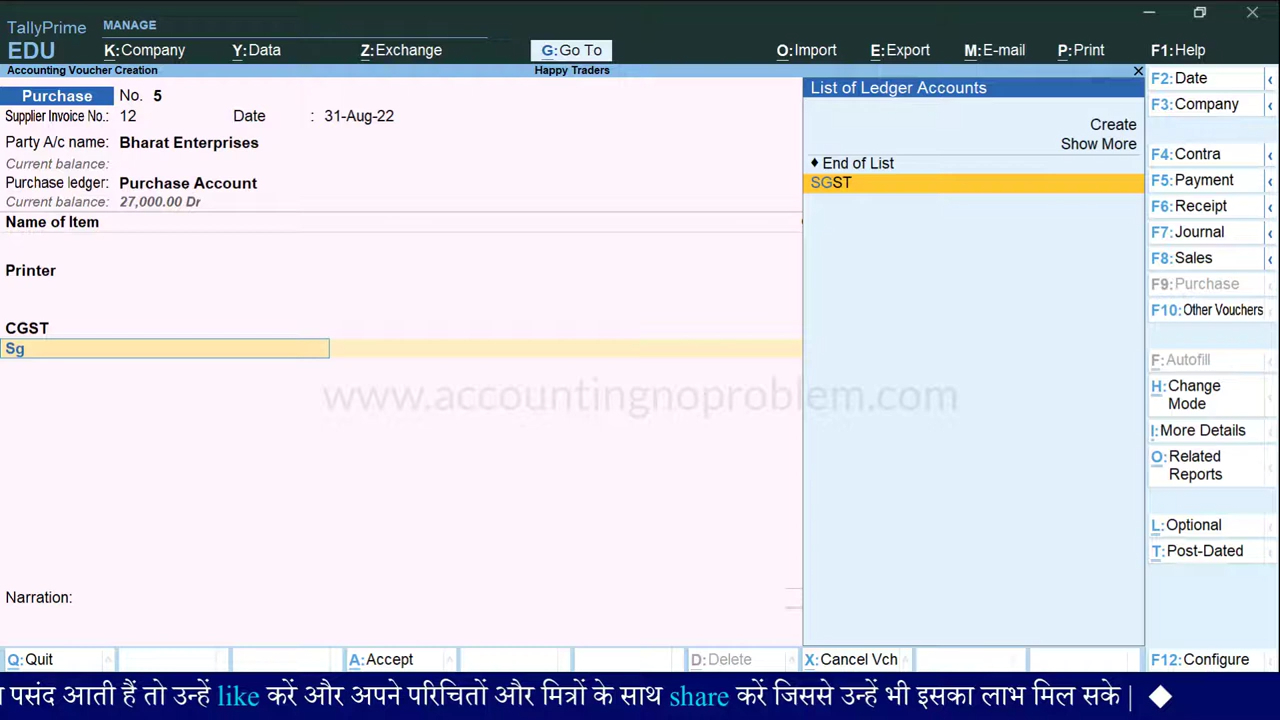 TallyPrime
EDU
MANAGE
K:Company Y:Data Z:Exchange G:Go To O:Import E:Export M:E-mail P:Print F1:Help
Accounting Voucher Creation Happy Traders
Purchase No. 5
Supplier Invoice No.: 12 Date : 31-Aug-22
Party A/c name: Bharat Enterprises
Current balance:
Purchase ledger: Purchase Account
Current balance: 27,000.00 Dr
Name of Item
Printer
CGST
Sg
Narration:
List of Ledger Accounts
Create
Show More
♦ End of List
SGST
F2:Date
F3:Company
F4:Contra
F5:Payment
F6:Receipt
F7:Journal
F8:Sales
F9:Purchase
F10:Other Vouchers
F:Autofill
H:Change
Mode
I:More Details
O:Related
Reports
L:Optional
T:Post-Dated
www.accountingnoproblem.com
Q:Quit A:Accept D:Delete X:Cancel Vch F12:Configure
पसंद आती हैं तो उन्हें like करें और अपने परिचितों और मित्रों के साथ share करें जिससे उन्हें भी इसका लाभ मिल सके | ◆